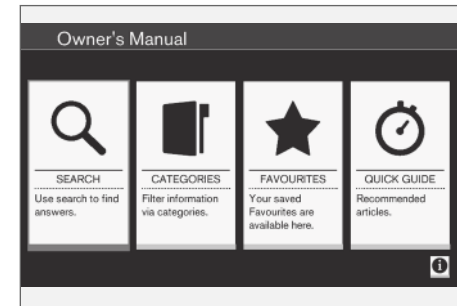 Owner's Manual
SEARCH
Use search to find
answers.
CATEGORIES
Filter information
via categories.
FAVOURITES
Your saved
Favourites are
available here.
QUICK GUIDE
Recommended
articles.